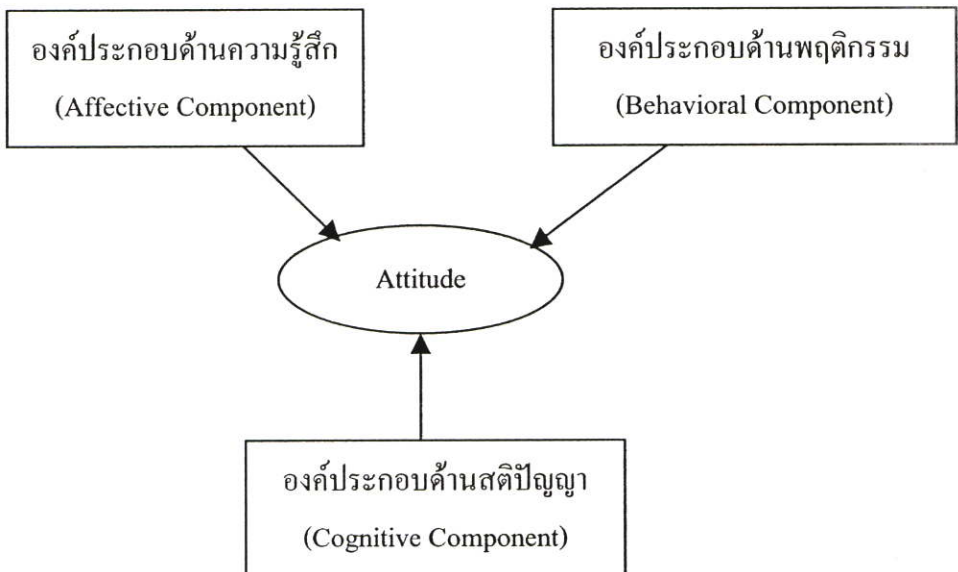 องค์ประกอบด้านความรู้สึก
(Affective Component)
องค์ประกอบด้านพฤติกรรม
(Behavioral Component)
Attitude
องค์ประกอบด้านสติปัญญา
(Cognitive Component)